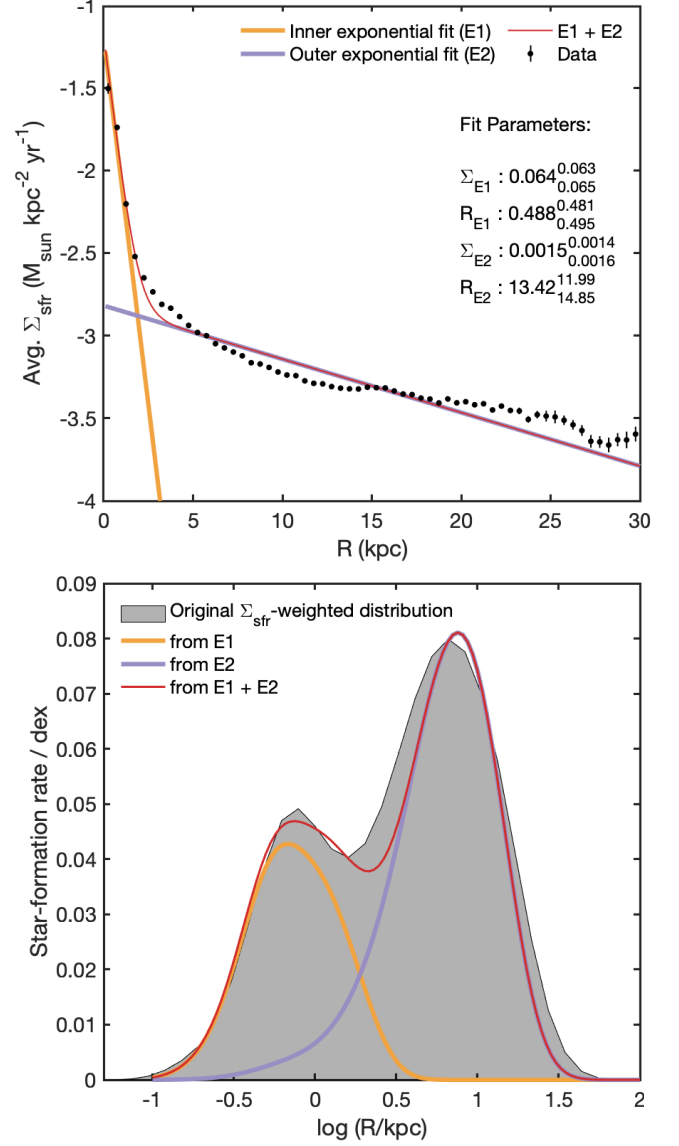 -1
-1.5
-2
-2.5
-3
-3.5
-4
Avg. Σsfr (Msun kpc-2 yr-1)
Inner exponential fit (E1)
Outer exponential fit (E2)
E1 + E2
Data
Fit Parameters:
ΣE1 : 0.064 0.063 0.065
RE1 : 0.488 0.481 0.495
ΣE2 : 0.0015 0.0014 0.0016
RE2 : 13.42 11.99 14.85
0 5 10 15 20 25 30
R (kpc)
0.09
0.08
0.07
0.06
0.05
0.04
0.03
0.02
0.01
0
Star-formation rate / dex
Original Σsfr-weighted distribution
from E1
from E2
from E1 + E2
-1 -0.5 0 0.5 1 1.5 2
log (R/kpc)